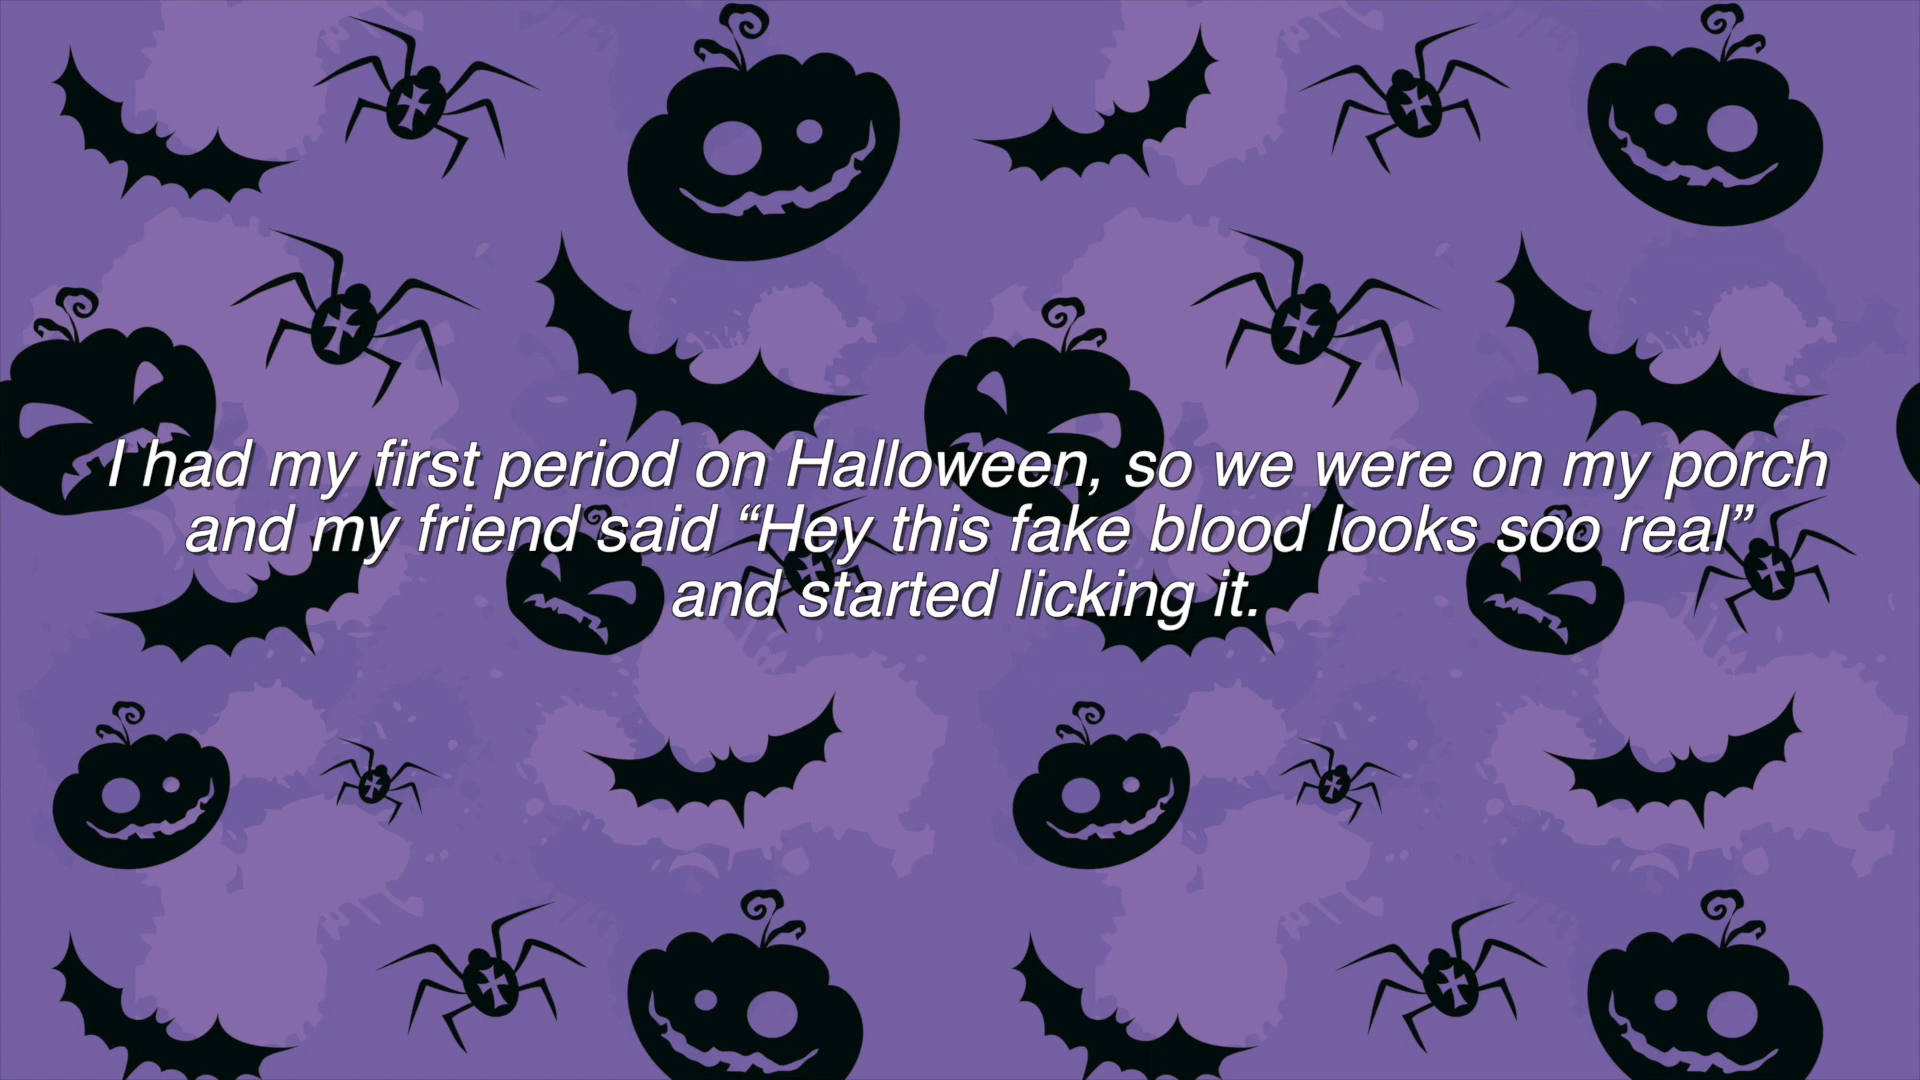 I had my first period on Halloween, so we were on my porch
and my friend said “Hey this fake blood looks soo real”
and started licking it.